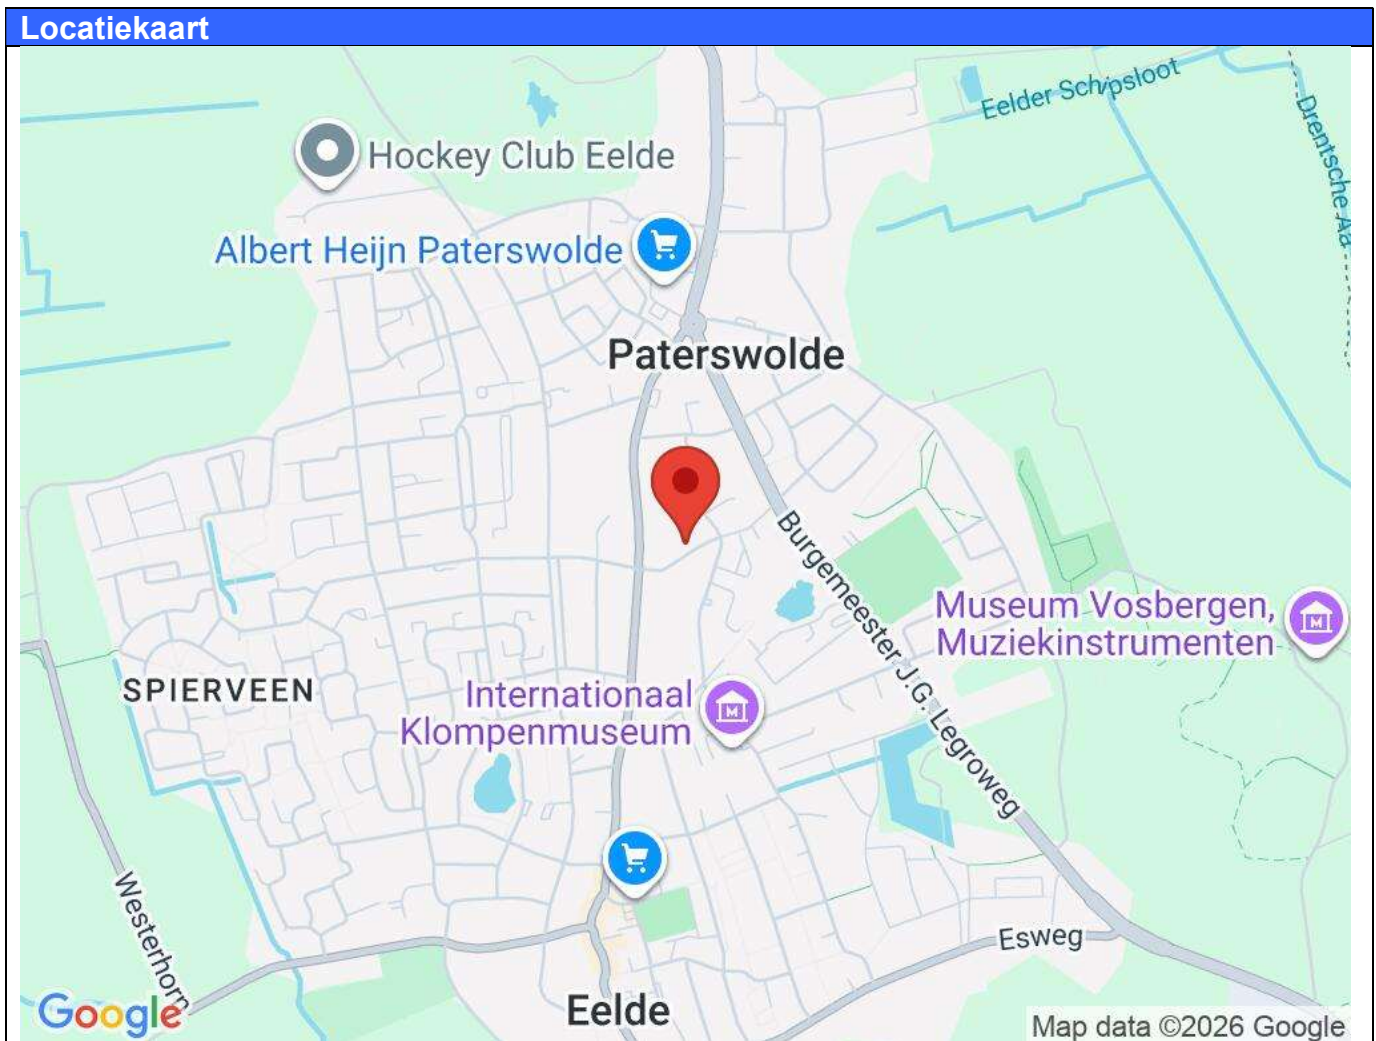 Locatiekaart
Eelder Schipsloot
Drentsche Aa
Hockey Club Eelde
Albert Heijn Paterswolde
Paterswolde
Burgemeester J.G. Legroweg
Museum Vosbergen,
Muziekinstrumenten
SPIERVEEN
Internationaal
Klompenmuseum
Westerhorn
Esweg
Eelde
Google
Map data ©2026 Google